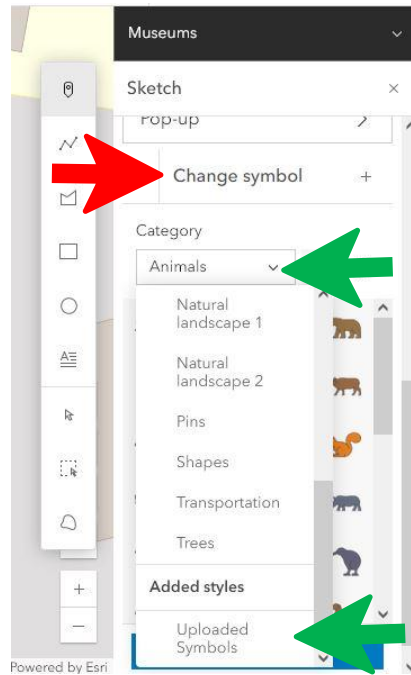 Museums
Sketch
Pop-up
Change symbol
Category
Animals
Natural
landscape 1
Natural
landscape 2
Pins
Shapes
Transportation
Trees
Added styles
Uploaded
Symbols
Powered by Esri